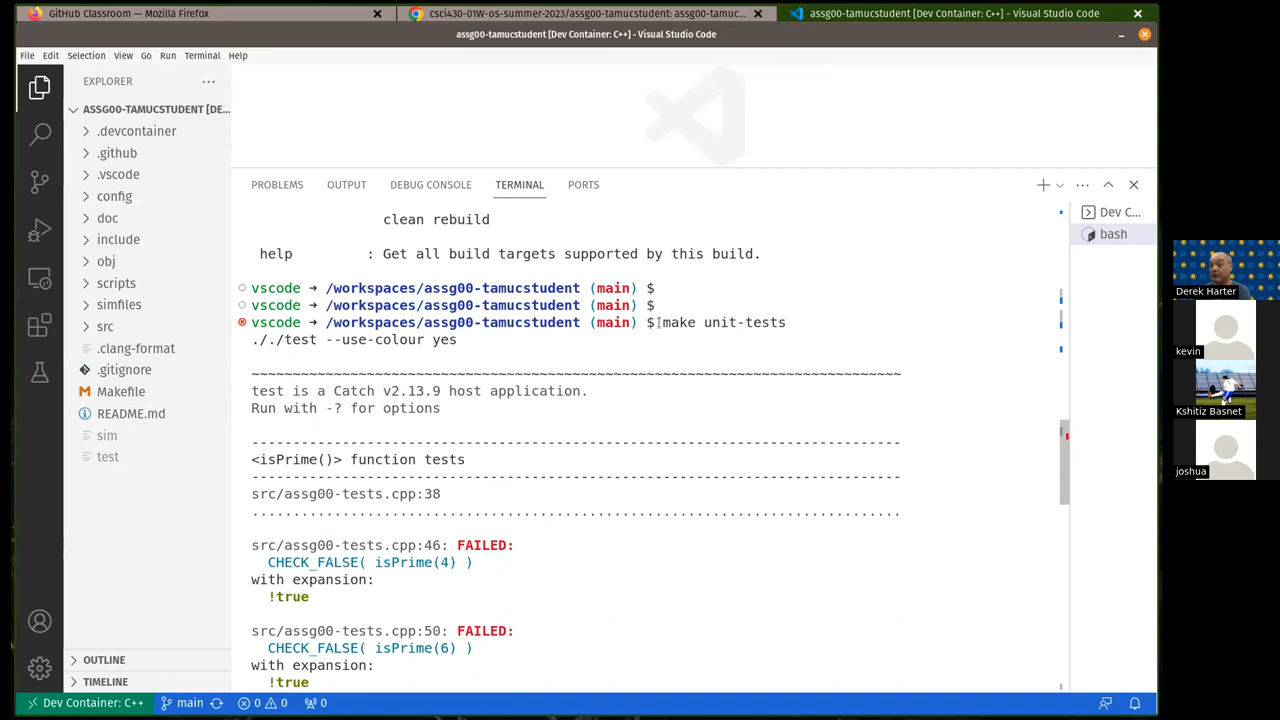 GitHub Classroom — Mozilla Firefox
csci430-01W-os-summer-2023/assg00-tamucstudent: assg00-tamuc...
assg00-tamucstudent [Dev Container: C++] - Visual Studio Code
assg00-tamucstudent [Dev Container: C++] - Visual Studio Code
File Edit Selection View Go Run Terminal Help
EXPLORER
ASSG00-TAMUCSTUDENT [DE...
.devcontainer
.github
.vscode
config
doc
include
obj
scripts
simfiles
src
.clang-format
.gitignore
Makefile
README.md
sim
test
OUTLINE
TIMELINE
PROBLEMS OUTPUT DEBUG CONSOLE TERMINAL PORTS
Dev C...
bash
clean rebuild
help : Get all build targets supported by this build.
vscode ➜ /workspaces/assg00-tamucstudent (main) $
vscode ➜ /workspaces/assg00-tamucstudent (main) $
vscode ➜ /workspaces/assg00-tamucstudent (main) $ make unit-tests
././test --use-colour yes
~~~~~~~~~~~~~~~~~~~~~~~~~~~~~~~~~~~~~~~~~~~~~~~~~~~~~~~~~~~~~~~~~~~~~~~~~~~~~~~
test is a Catch v2.13.9 host application.
Run with -? for options
-------------------------------------------------------------------------------
<isPrime()> function tests
-------------------------------------------------------------------------------
src/assg00-tests.cpp:38
...............................................................................
src/assg00-tests.cpp:46: FAILED:
CHECK_FALSE( isPrime(4) )
with expansion:
!true
src/assg00-tests.cpp:50: FAILED:
CHECK_FALSE( isPrime(6) )
with expansion:
!true
Dev Container: C++ main 0 0 0
Derek Harter
kevin
Kshitiz Basnet
joshua